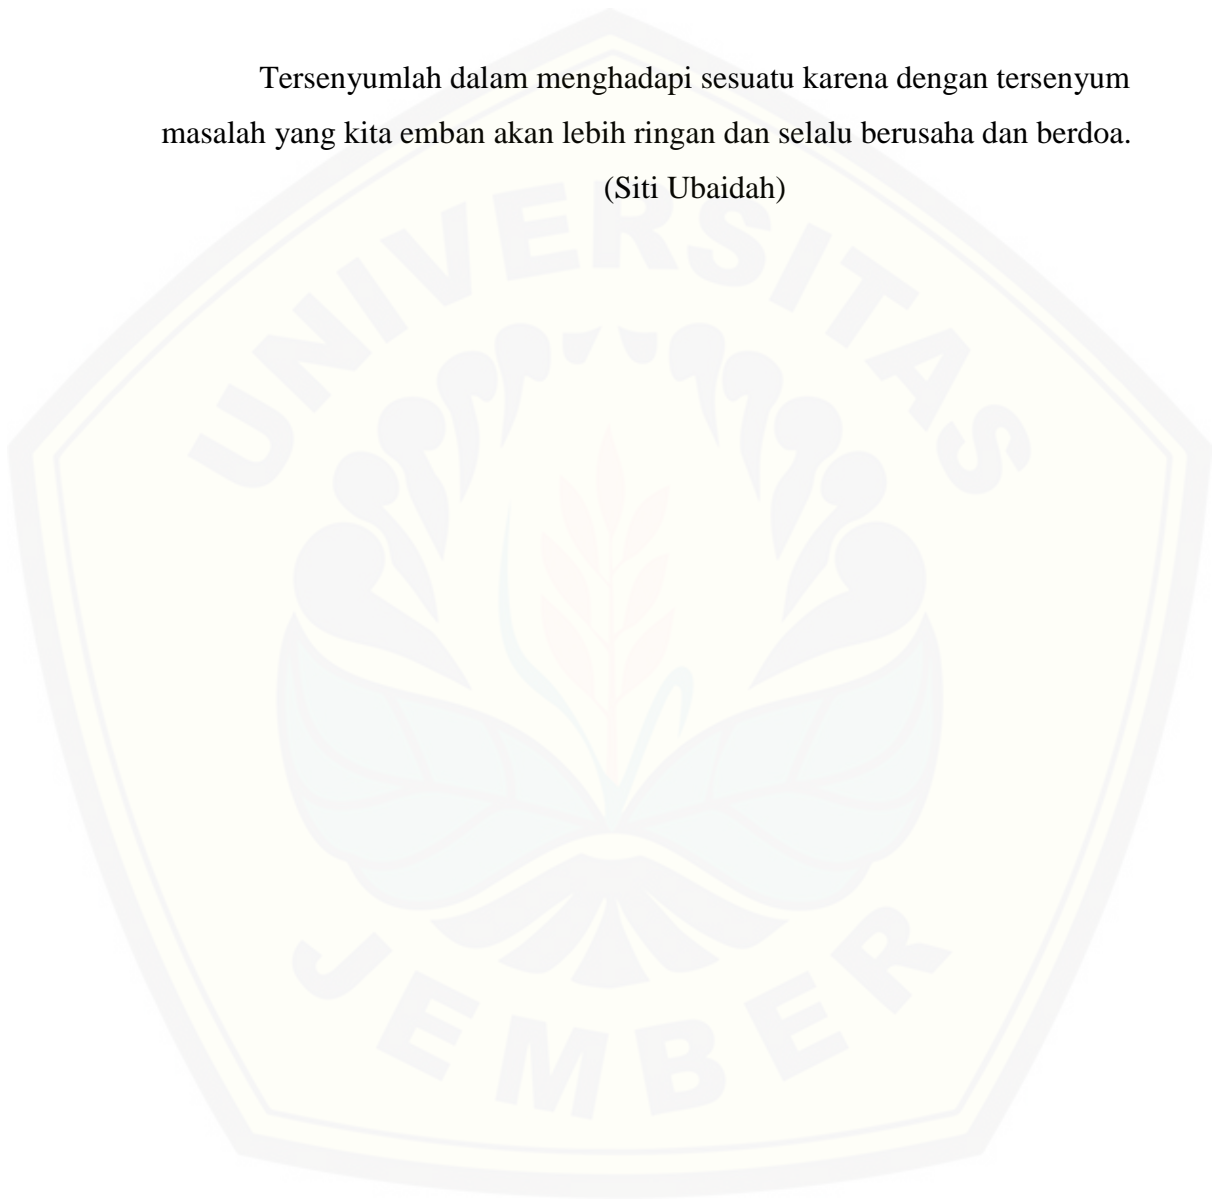 Tersenyumlah dalam menghadapi sesuatu karena dengan tersenyum
masalah yang kita emban akan lebih ringan dan selalu berusaha dan berdoa.
(Siti Ubaidah)
UNIVERSITAS
JEMBER